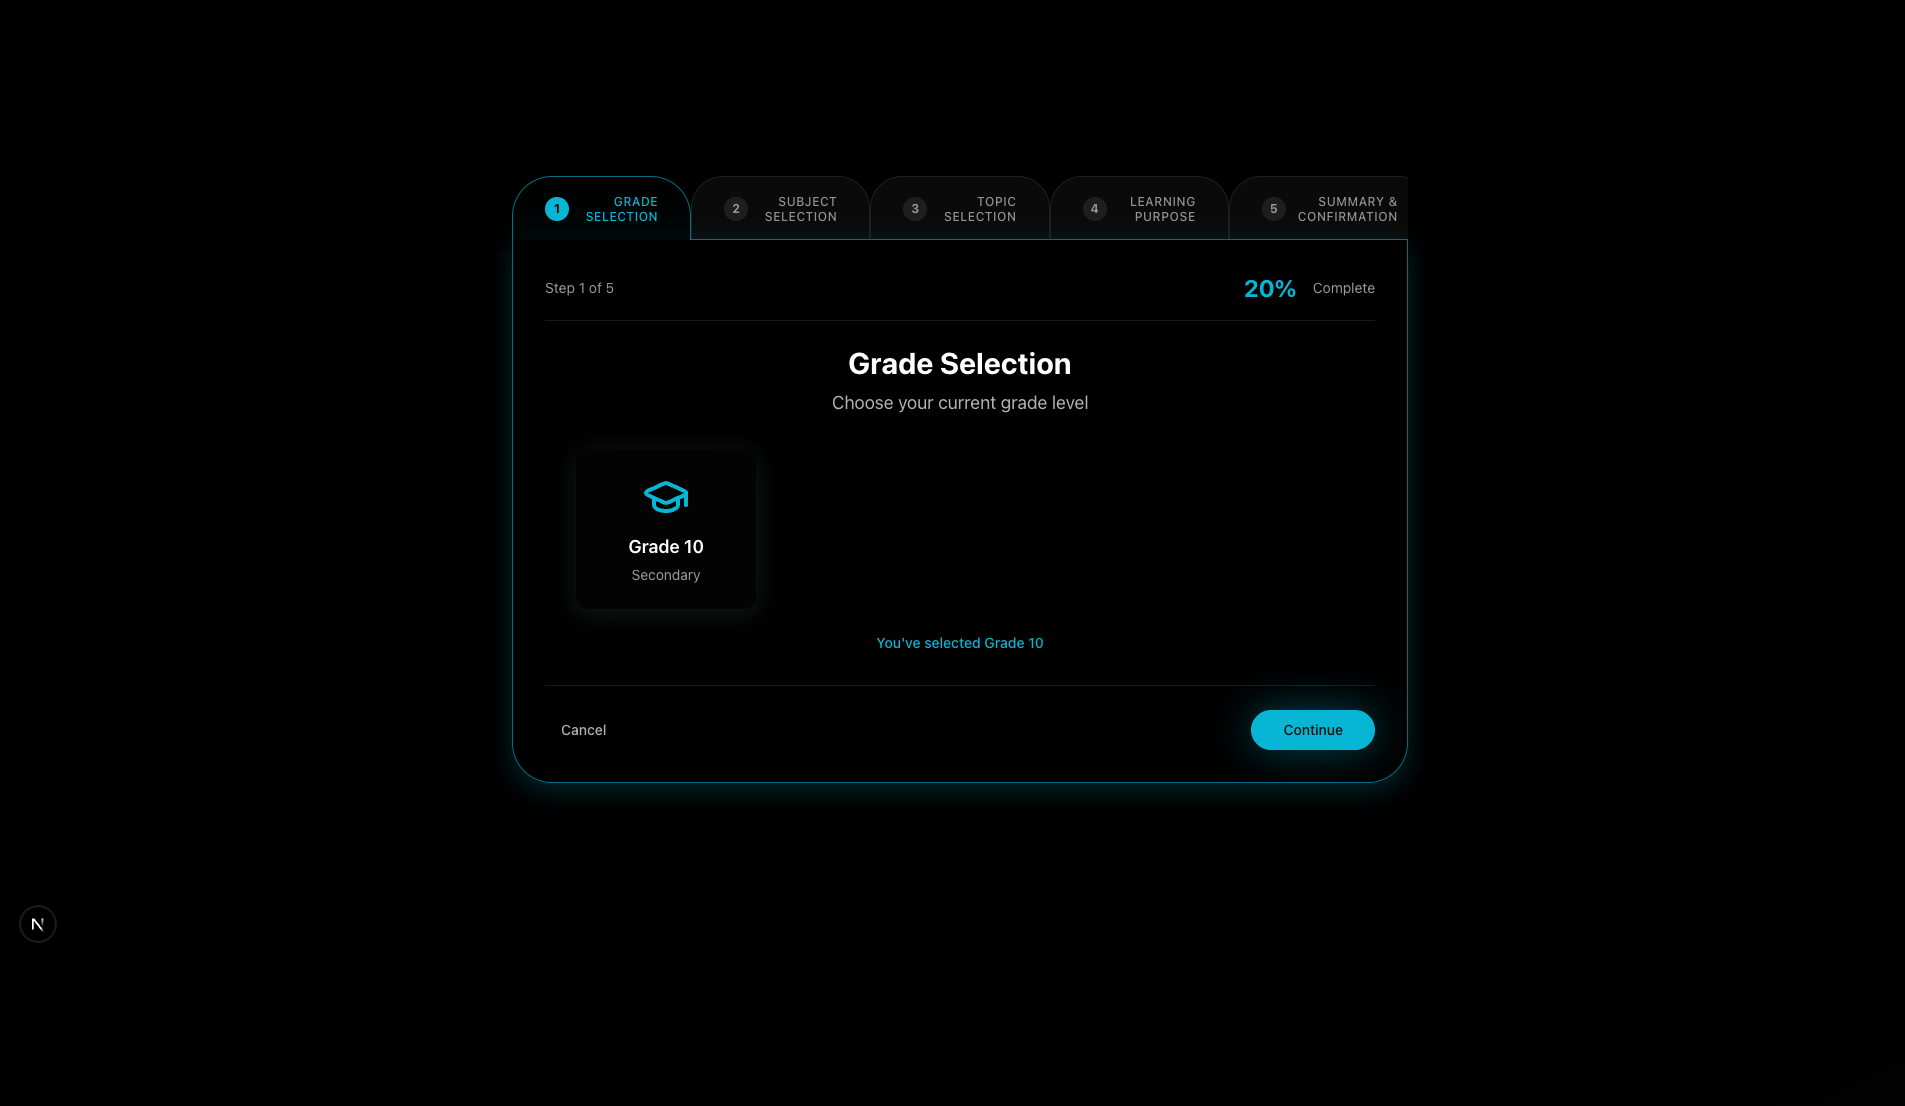 1
GRADE
SELECTION
2
SUBJECT
SELECTION
3
TOPIC
SELECTION
4
LEARNING
PURPOSE
5
SUMMARY &
CONFIRMATION
Step 1 of 5
20% Complete
Grade Selection
Choose your current grade level
Grade 10
Secondary
You've selected Grade 10
Cancel
Continue
N